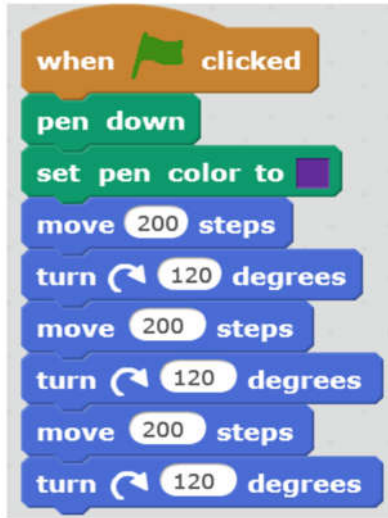 when clicked
pen down
set pen color to
move 200 steps
turn 120 degrees
move 200 steps
turn 120 degrees
move 200 steps
turn 120 degrees